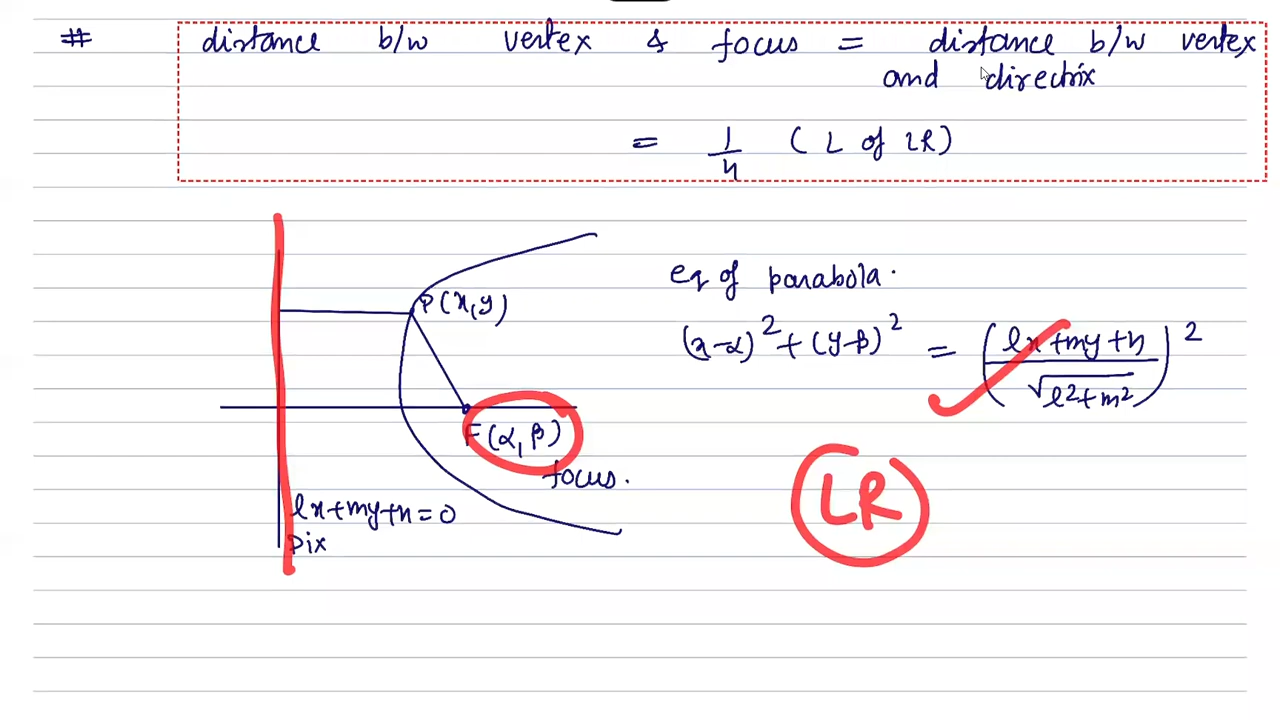 # distance b/w vertex & focus = distance b/w vertex
and directrix
= 1/4 ( L of LR)
eq of parabola.
P(x,y)
(x-α)² + (y-β)² = (lx+my+n / √l²+m²)²
F(α,β)
focus.
LR
lx+my+n=0
Dix